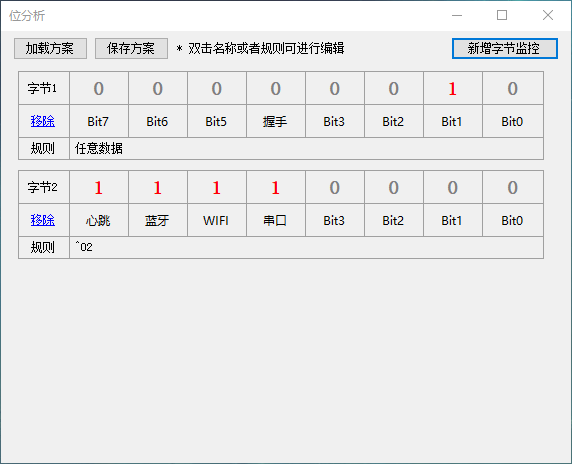 位分析
加载方案 保存方案 * 双击名称或者规则可进行编辑 新增字节监控
字节1 0 0 0 0 0 0 1 0
移除 Bit7 Bit6 Bit5 握手 Bit3 Bit2 Bit1 Bit0
规则 任意数据
字节2 1 1 1 1 0 0 0 0
移除 心跳 蓝牙 WIFI 串口 Bit3 Bit2 Bit1 Bit0
规则 ^02